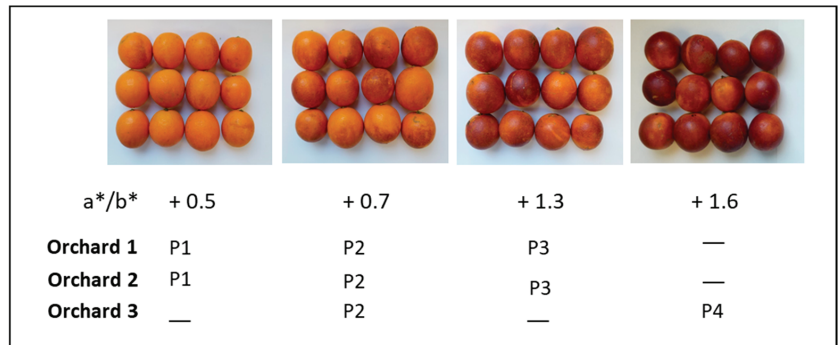 a*/b* + 0.5 + 0.7 + 1.3 + 1.6
Orchard 1 P1 P2 P3 —
Orchard 2 P1 P2 P3 —
Orchard 3 — P2 — P4